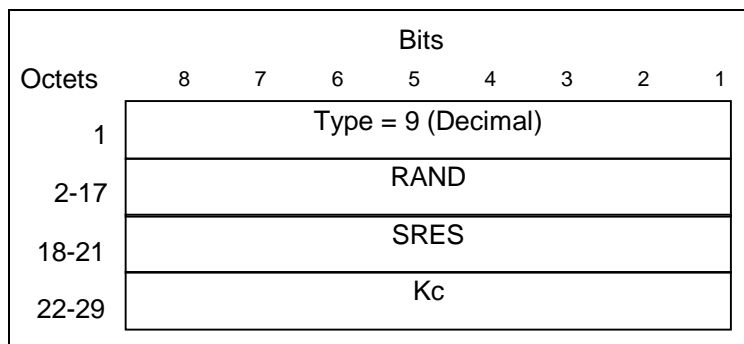 Bits
Octets 8 7 6 5 4 3 2 1
1 Type = 9 (Decimal)
2-17 RAND
18-21 SRES
22-29 Kc